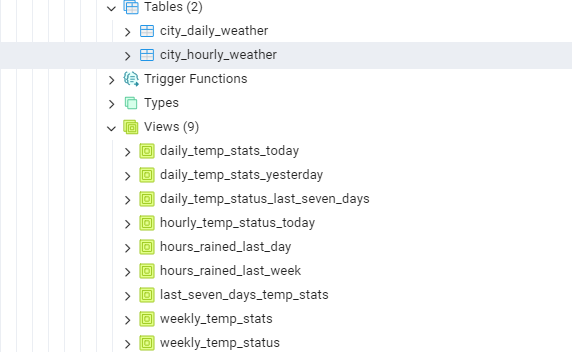 Tables (2)
city_daily_weather
city_hourly_weather
Trigger Functions
Types
Views (9)
daily_temp_stats_today
daily_temp_stats_yesterday
daily_temp_status_last_seven_days
hourly_temp_status_today
hours_rained_last_day
hours_rained_last_week
last_seven_days_temp_stats
weekly_temp_stats
weekly_temp_status